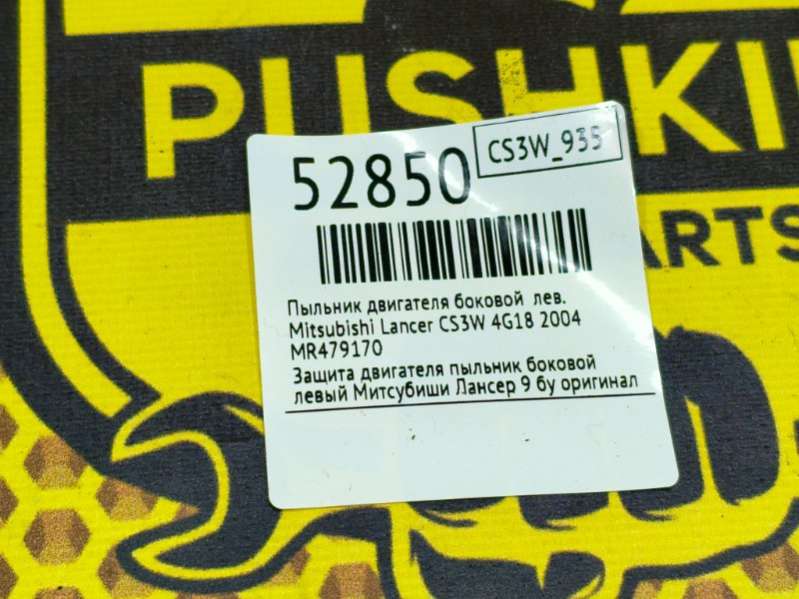 PUSHKI
ARTS
52850
CS3W_935
Пыльник двигателя боковой лев.
Mitsubishi Lancer CS3W 4G18 2004
MR479170
Защита двигателя пыльник боковой
левый Митсубиши Лансер 9 бу оригинал